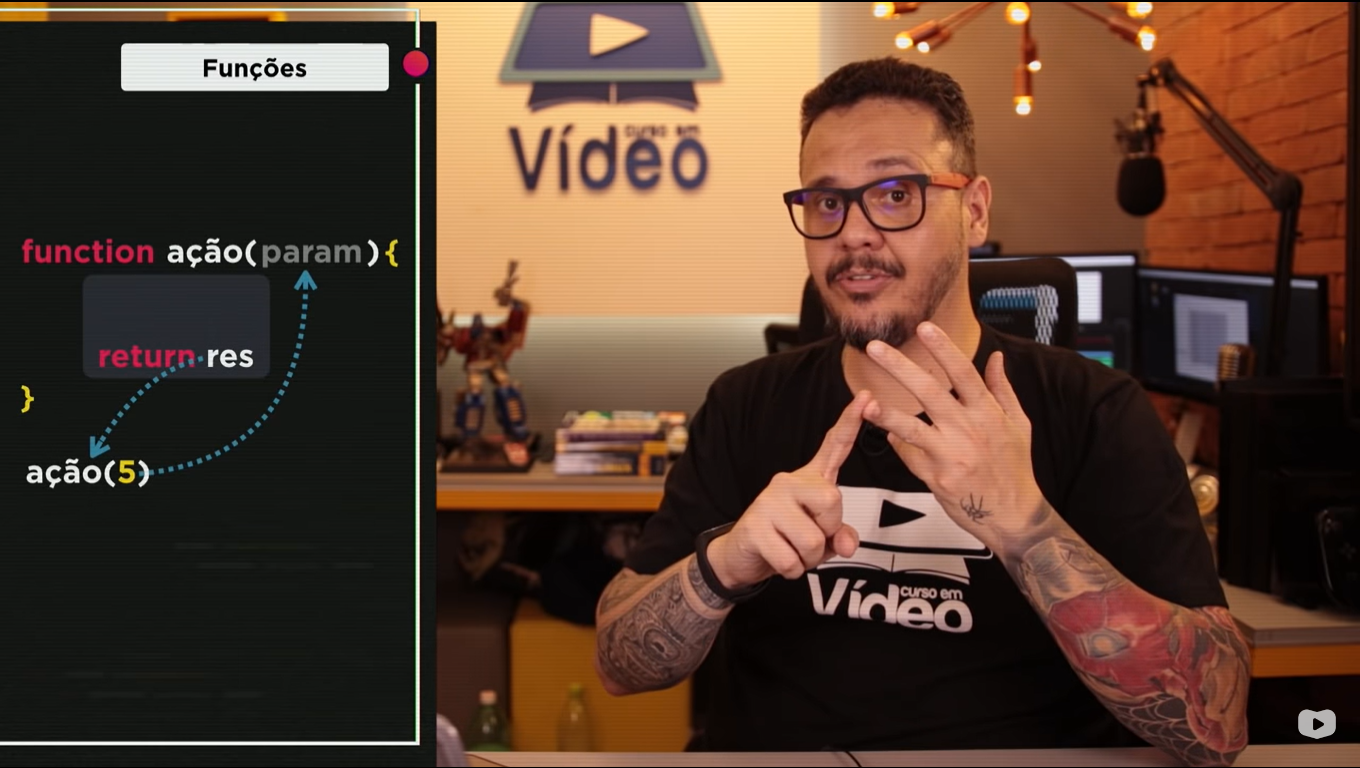 Funções
function ação(param){
return res
}
ação(5)
curso em
Vídeo
curso em
Vídeo